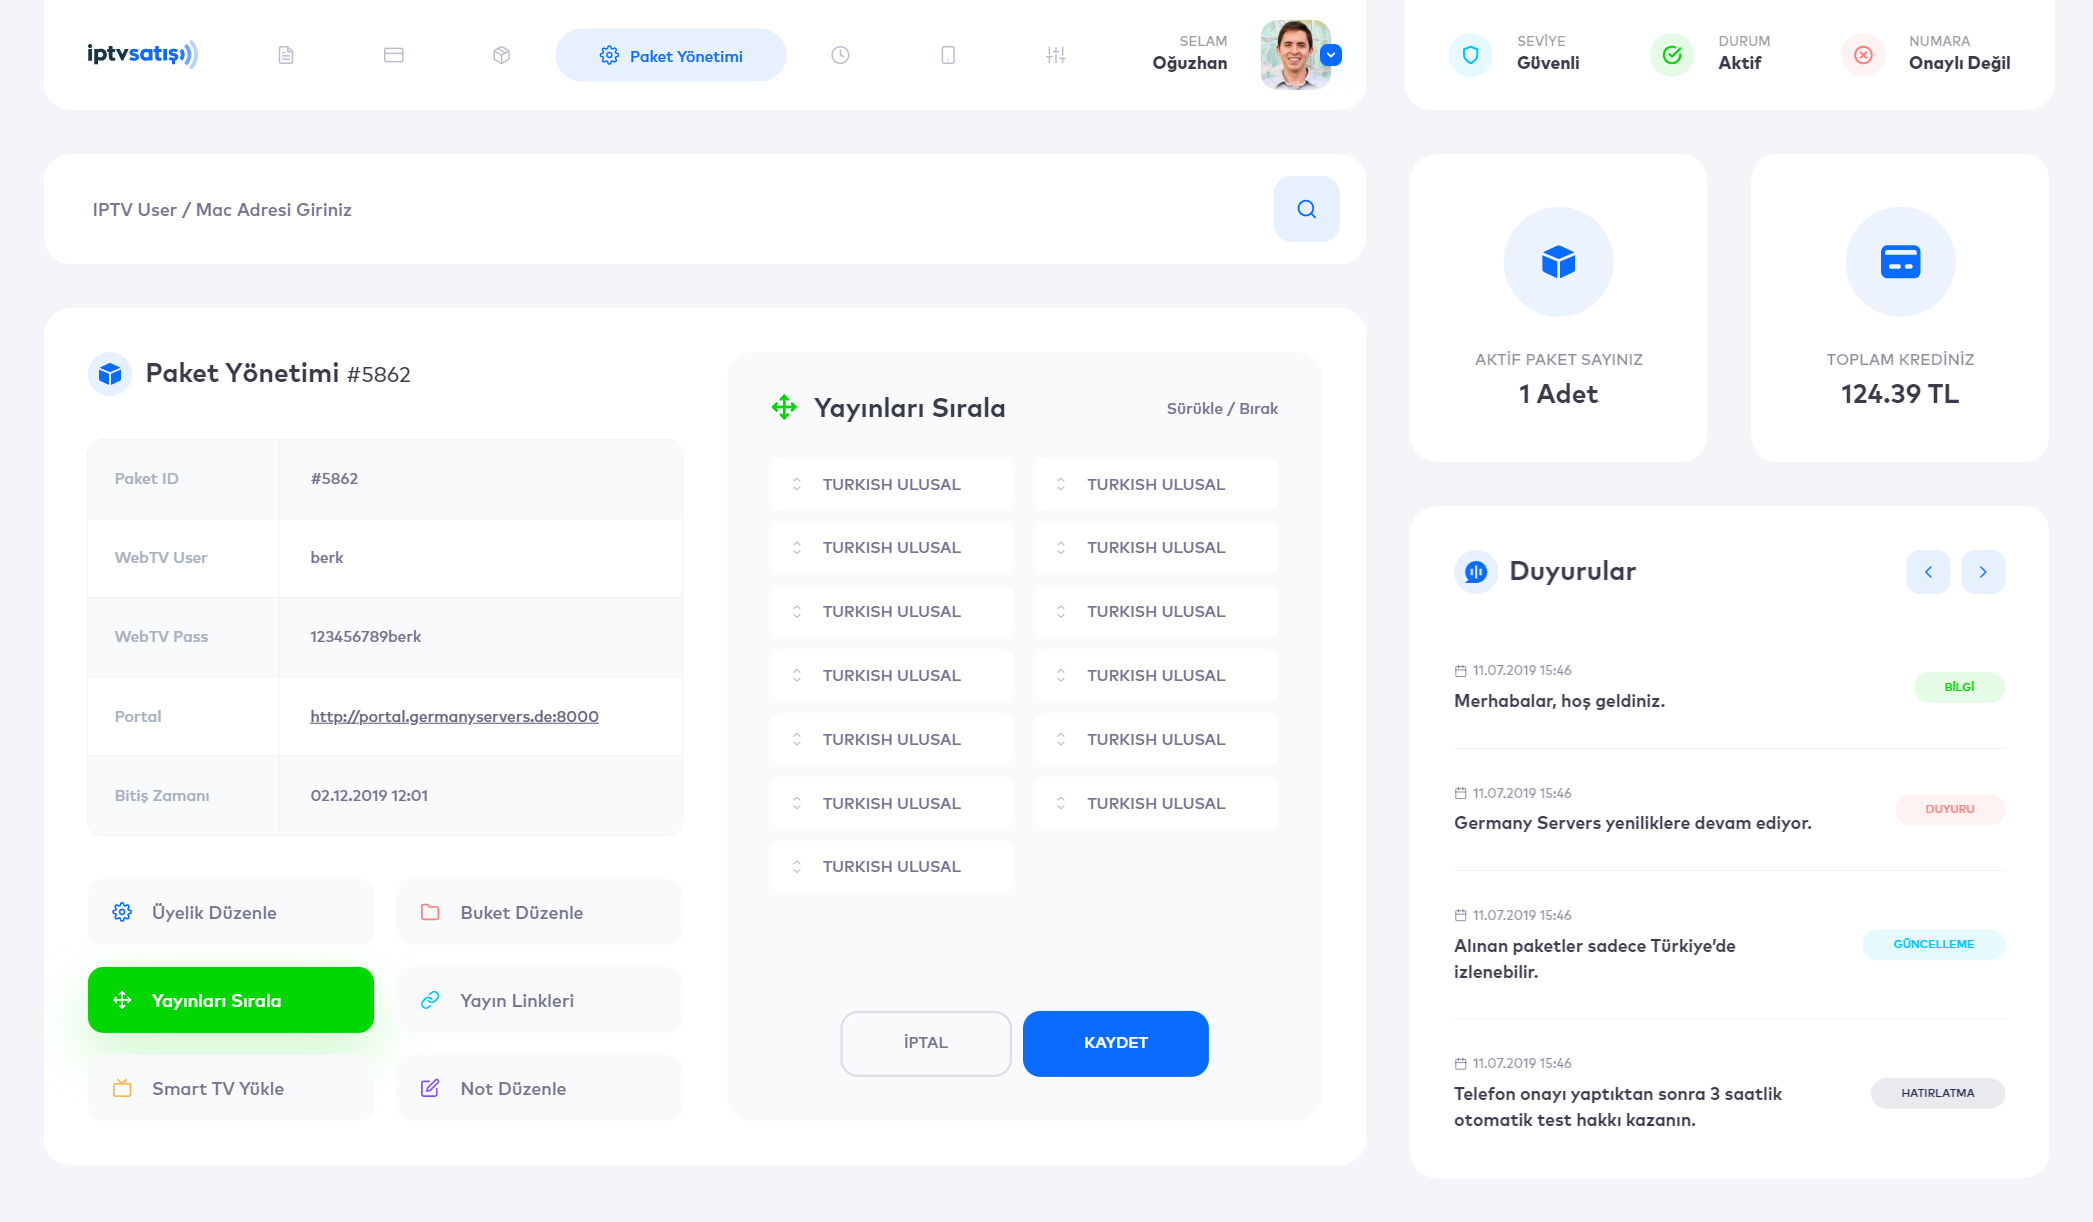 iptvsatış
Paket Yönetimi
SELAM
Oğuzhan
SEVİYE
Güvenli
DURUM
Aktif
NUMARA
Onaylı Değil
IPTV User / Mac Adresi Giriniz
AKTİF PAKET SAYINIZ
1 Adet
TOPLAM KREDİNİZ
124.39 TL
Paket Yönetimi #5862
Paket ID
#5862
WebTV User
berk
WebTV Pass
123456789berk
Portal
http://portal.germanyservers.de:8000
Bitiş Zamanı
02.12.2019 12:01
Üyelik Düzenle
Buket Düzenle
Yayınları Sırala
Yayın Linkleri
Smart TV Yükle
Not Düzenle
Yayınları Sırala
Sürükle / Bırak
TURKISH ULUSAL
TURKISH ULUSAL
TURKISH ULUSAL
TURKISH ULUSAL
TURKISH ULUSAL
TURKISH ULUSAL
TURKISH ULUSAL
TURKISH ULUSAL
TURKISH ULUSAL
TURKISH ULUSAL
TURKISH ULUSAL
TURKISH ULUSAL
TURKISH ULUSAL
İPTAL
KAYDET
Duyurular
11.07.2019 15:46
Merhabalar, hoş geldiniz.
BİLGİ
11.07.2019 15:46
Germany Servers yeniliklere devam ediyor.
DUYURU
11.07.2019 15:46
Alınan paketler sadece Türkiye’de
izlenebilir.
GÜNCELLEME
11.07.2019 15:46
Telefon onayı yaptıktan sonra 3 saatlik
otomatik test hakkı kazanın.
HATIRLATMA